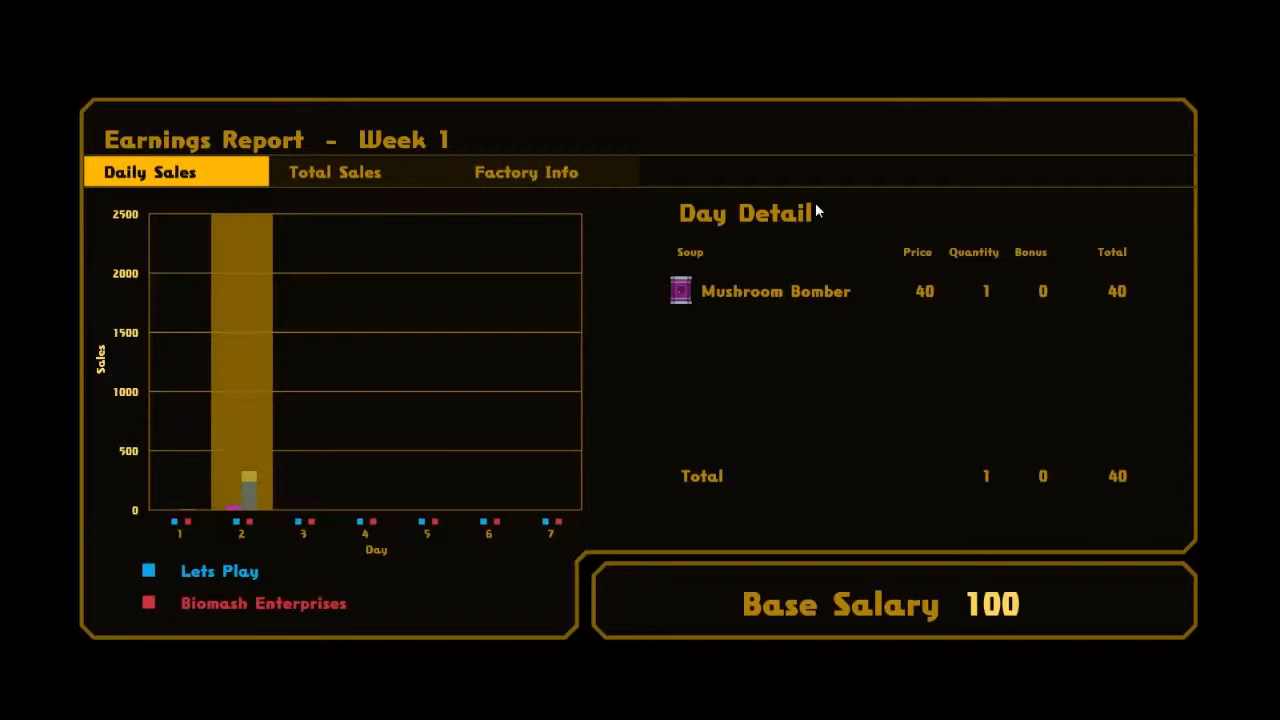 Earnings Report - Week 1
Daily Sales Total Sales Factory Info
Day Detail
Soup Price Quantity Bonus Total
Mushroom Bomber 40 1 0 40
Total 1 0 40
2500
2000
1500
1000
500
0
Sales
1 2 3 4 5 6 7
Day
Lets Play
Biomash Enterprises
Base Salary 100